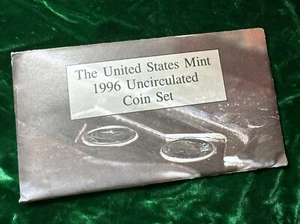 The United States Mint
1996 Uncirculated
Coin Set